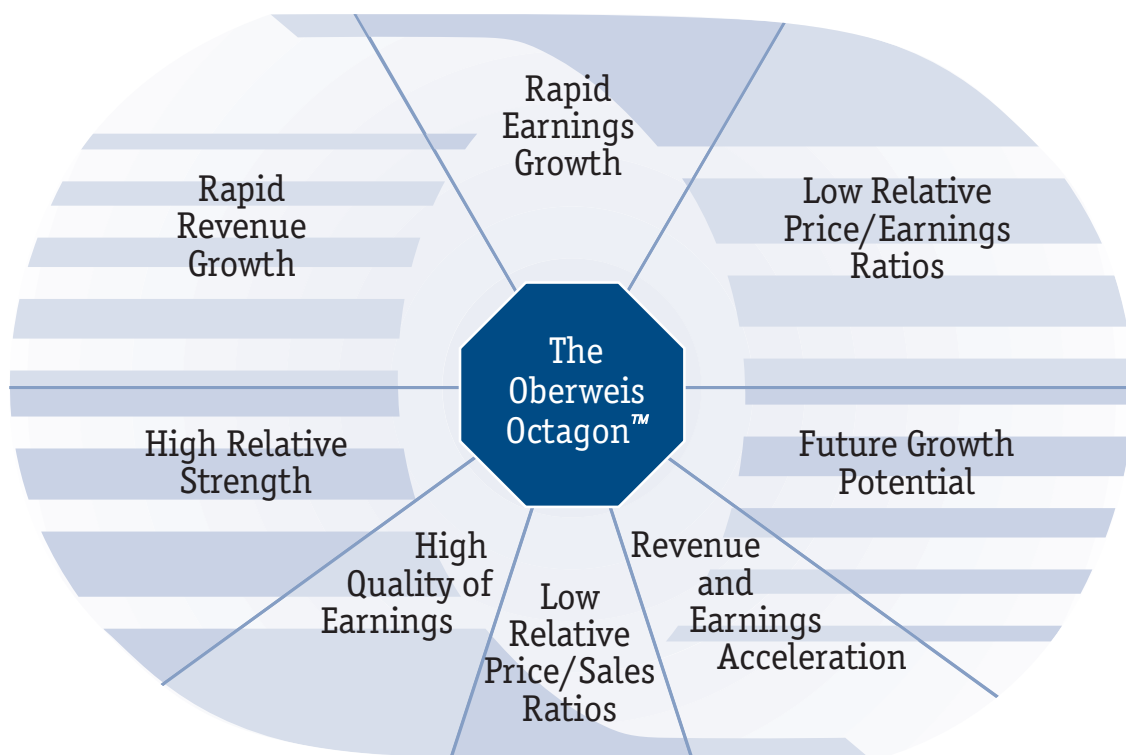 Rapid
Earnings
Growth
Low Relative
Price/Earnings
Ratios
Future Growth
Potential
Revenue
and
Earnings
Acceleration
Low
Relative
Price/Sales
Ratios
High
Quality of
Earnings
High Relative
Strength
Rapid
Revenue
Growth
The
Oberweis
Octagon™